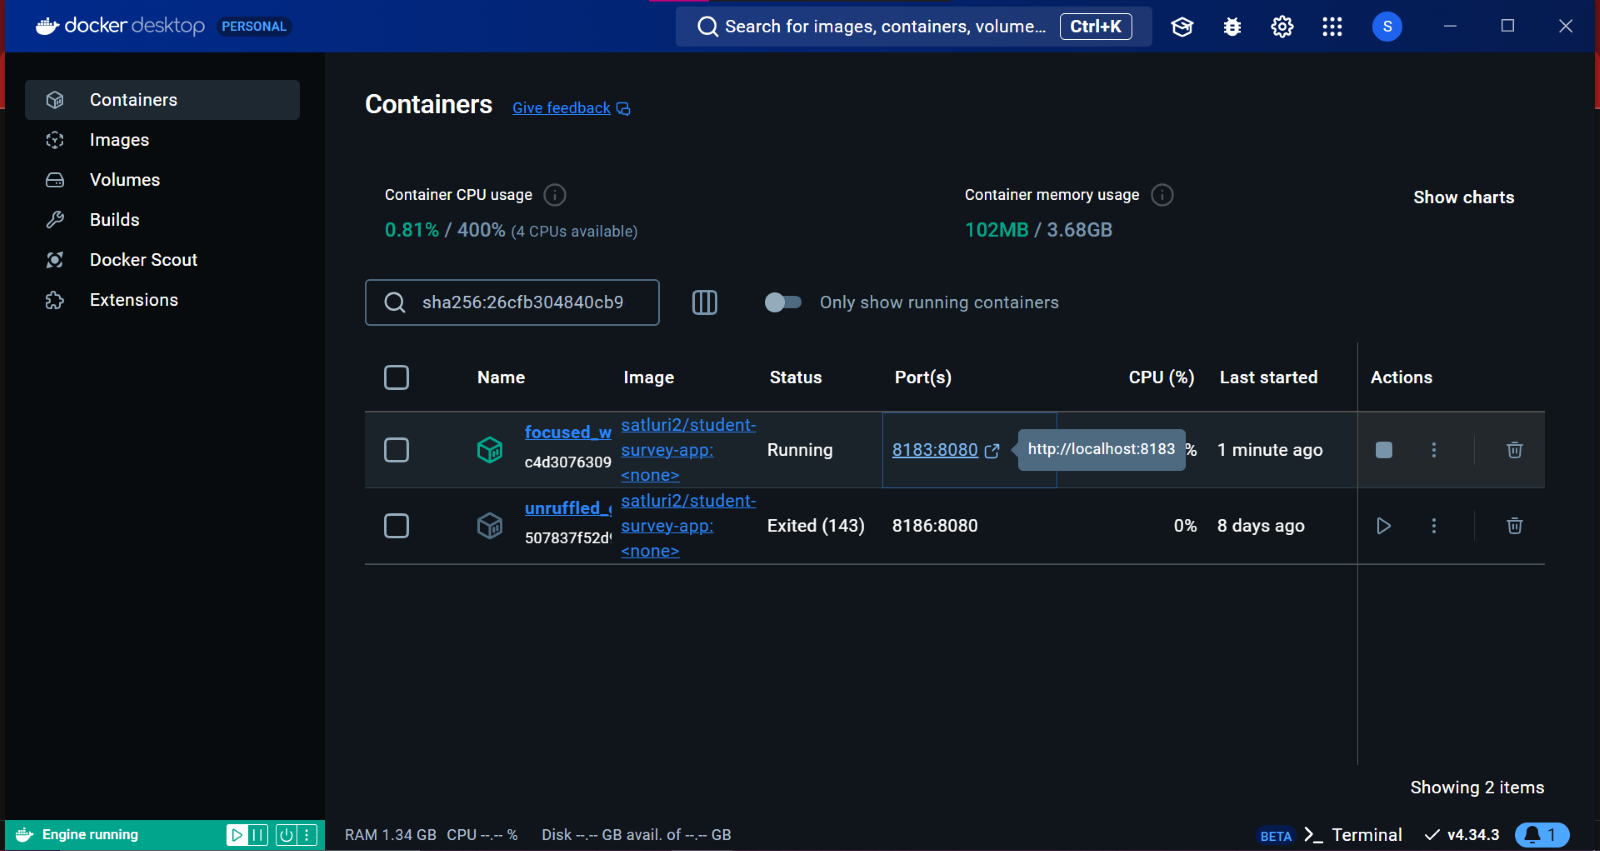 docker desktop PERSONAL
Search for images, containers, volume... Ctrl+K
S
Containers
Images
Volumes
Builds
Docker Scout
Extensions
Containers Give feedback
Container CPU usage
0.81% / 400% (4 CPUs available)
Container memory usage
102MB / 3.68GB
Show charts
sha256:26cfb304840cb9
Only show running containers
Name Image Status Port(s) CPU (%) Last started Actions
focused_w
c4d3076309
satluri2/student-
survey-app:
<none>
Running
8183:8080
http://localhost:8183
%
1 minute ago
unruffled_
507837f52d
satluri2/student-
survey-app:
<none>
Exited (143)
8186:8080
0%
8 days ago
Showing 2 items
Engine running
RAM 1.34 GB CPU --.-- % Disk --.-- GB avail. of --.-- GB
BETA >_ Terminal v4.34.3 1